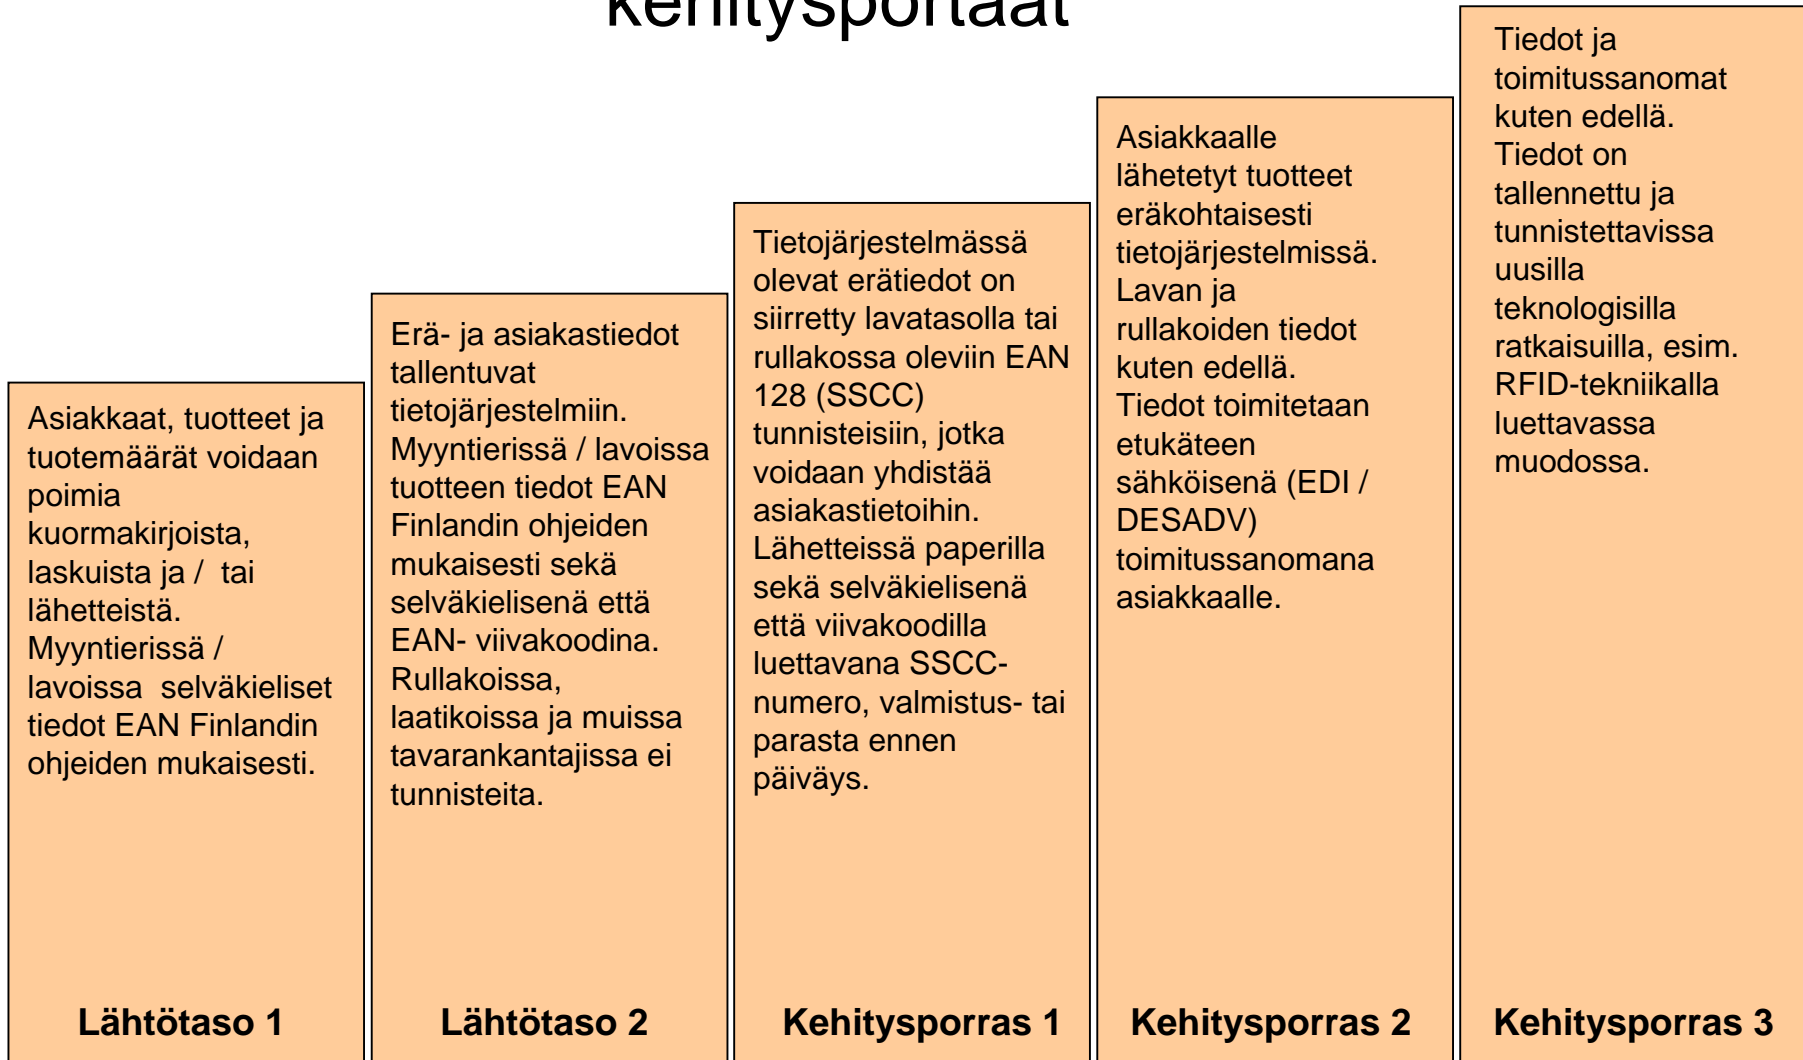 kehitysportaat
Asiakkaat, tuotteet ja
tuotemäärät voidaan
poimia
kuormakirjoista,
laskuista ja / tai
lähetteistä.
Myyntierissä /
lavoissa selväkieliset
tiedot EAN Finlandin
ohjeiden mukaisesti.
Lähtötaso 1
Erä- ja asiakastiedot
tallentuvat
tietojärjestelmiin.
Myyntierissä / lavoissa
tuotteen tiedot EAN
Finlandin ohjeiden
mukaisesti sekä
selväkielisenä että
EAN- viivakoodina.
Rullakoissa,
laatikoissa ja muissa
tavarankantajissa ei
tunnisteita.
Lähtötaso 2
Tietojärjestelmässä
olevat erätiedot on
siirretty lavatasolla tai
rullakossa oleviin EAN
128 (SSCC)
tunnisteisiin, jotka
voidaan yhdistää
asiakastietoihin.
Lähetteissä paperilla
sekä selväkielisenä
että viivakoodilla
luettavana SSCC-
numero, valmistus- tai
parasta ennen
päiväys.
Kehitysporras 1
Asiakkaalle
lähetetyt tuotteet
eräkohtaisesti
tietojärjestelmissä.
Lavan ja
rullakoiden tiedot
kuten edellä.
Tiedot toimitetaan
etukäteen
sähköisenä (EDI /
DESADV)
toimitussanomana
asiakkaalle.
Kehitysporras 2
Tiedot ja
toimitussanomat
kuten edellä.
Tiedot on
tallennettu ja
tunnistettavissa
uusilla
teknologisilla
ratkaisuilla, esim.
RFID-tekniikalla
luettavassa
muodossa.
Kehitysporras 3